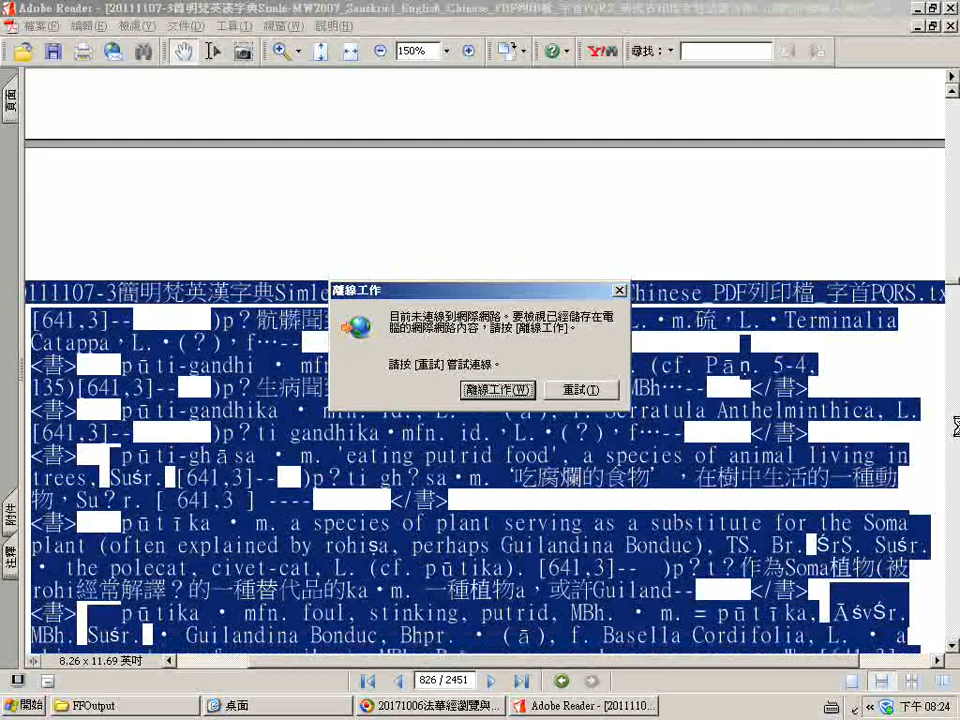 Adobe Reader - [20111107-3簡明梵英漢字典Simle-MW2007_Sanskrit_English_Chinese_PDF列印檔_字首PQRS
檔案(F) 編輯(E) 檢視(V) 文件(D) 工具(T) 視窗(W) 說明(H)
150% Y! 尋找:
頁面
)111107-3簡明梵英漢字典Simle
Chinese_PDF列印檔_字首PQRS.tx
[641,3]-- )p？骯髒聞 L.‧m.硫，L.‧Terminalia
Catappa，L.‧(？)，f…--
<書> pūti-gandhi ‧ mfn (cf. Pāṇ. 5-4,
135)[641,3]-- )p？生病聞 MBh…-- </書>
<書> pūti-gandhika ‧ mfn. id., L. ‧ (ā), f. Serratula Anthelminthica, L.
[641,3]-- )p？ti gandhika‧mfn. id.，L.‧(？)，f…-- </書>
<書> pūti-ghāsa ‧ m. 'eating putrid food', a species of animal living in
trees, Suśr. [641,3]-- )p？ti gh？sa‧m. ‘吃腐爛的食物’，在樹中生活的一種動
物，Su？r. [ 641,3 ] ---- </書>
<書> pūtīka ‧ m. a species of plant serving as a substitute for the Soma
plant (often explained by rohiṣa, perhaps Guilandina Bonduc), TS. Br. ŚrS. Suśr.
‧ the polecat, civet-cat, L. (cf. pūtika). [641,3]-- )p？t？作為Soma植物(被
rohi經常解譯？的一種替代品的ka‧m. 一種植物a，或許Guiland-- </書>
<書> pūtika ‧ mfn. foul, stinking, putrid, MBh. ‧ m. = pūtīka, ĀśvŚr.
MBh. Suśr. ‧ Guilandina Bonduc, Bhpr. ‧ (ā), f. Basella Cordifolia, L. ‧ a
離線工作
目前未連線到網際網路。要檢視已經儲存在電
腦的網際網路內容，請按 [離線工作]。
請按 [重試] 嘗試連線。
離線工作(W) 重試(T)
附件
注釋
8.26 x 11.69 英吋
826 / 2451
開始 FFOutput 桌面 20171006法華經瀏覽與... Adobe Reader - [2011110... 下午 08:24